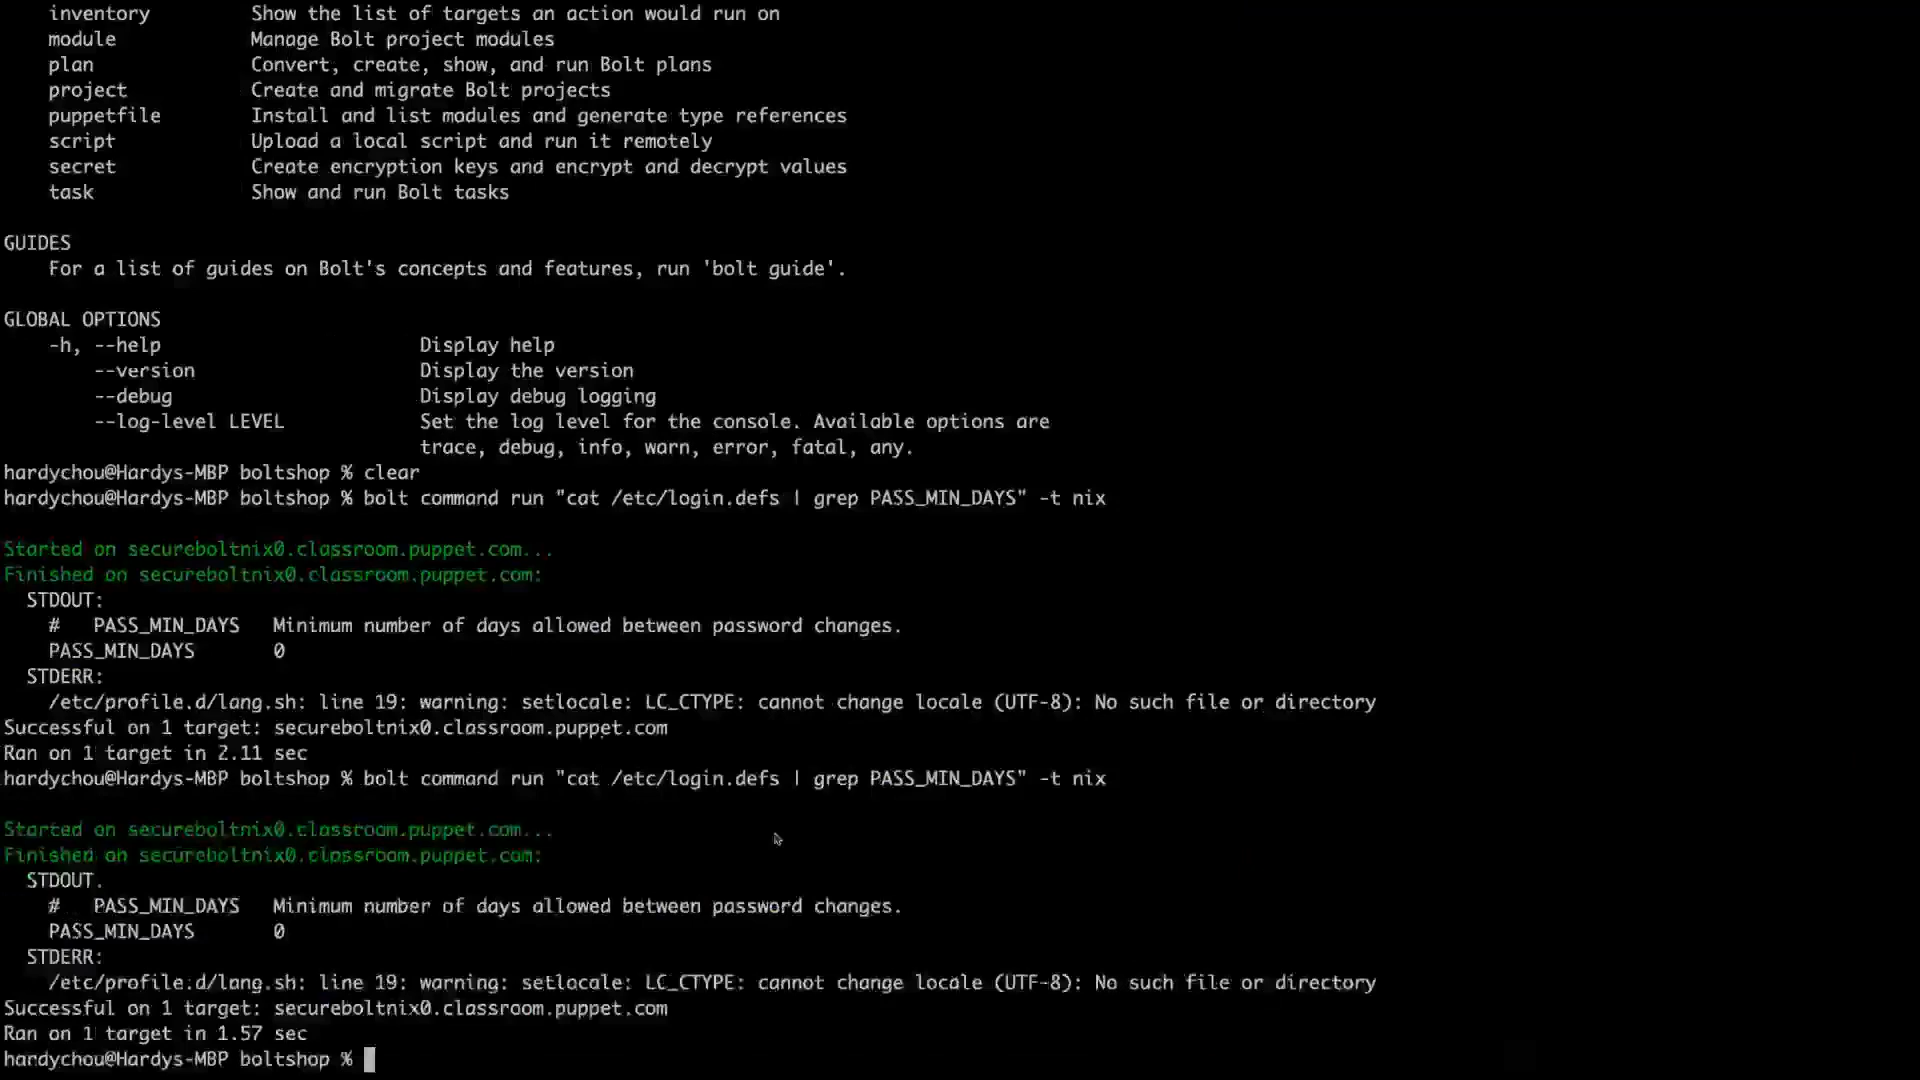 inventory Show the list of targets an action would run on
module Manage Bolt project modules
plan Convert, create, show, and run Bolt plans
project Create and migrate Bolt projects
puppetfile Install and list modules and generate type references
script Upload a local script and run it remotely
secret Create encryption keys and encrypt and decrypt values
task Show and run Bolt tasks
GUIDES
For a list of guides on Bolt's concepts and features, run 'bolt guide'.
GLOBAL OPTIONS
-h, --help Display help
--version Display the version
--debug Display debug logging
--log-level LEVEL Set the log level for the console. Available options are
trace, debug, info, warn, error, fatal, any.
hardychou@Hardys-MBP boltshop % clear
hardychou@Hardys-MBP boltshop % bolt command run "cat /etc/login.defs | grep PASS_MIN_DAYS" -t nix
Started on secureboltnix0.classroom.puppet.com...
Finished on secureboltnix0.classroom.puppet.com:
STDOUT:
# PASS_MIN_DAYS Minimum number of days allowed between password changes.
PASS_MIN_DAYS 0
STDERR:
/etc/profile.d/lang.sh: line 19: warning: setlocale: LC_CTYPE: cannot change locale (UTF-8): No such file or directory
Successful on 1 target: secureboltnix0.classroom.puppet.com
Ran on 1 target in 2.11 sec
hardychou@Hardys-MBP boltshop % bolt command run "cat /etc/login.defs | grep PASS_MIN_DAYS" -t nix
Started on secureboltnix0.classroom.puppet.com...
Finished on secureboltnix0.classroom.puppet.com:
STDOUT:
# PASS_MIN_DAYS Minimum number of days allowed between password changes.
PASS_MIN_DAYS 0
STDERR:
/etc/profile.d/lang.sh: line 19: warning: setlocale: LC_CTYPE: cannot change locale (UTF-8): No such file or directory
Successful on 1 target: secureboltnix0.classroom.puppet.com
Ran on 1 target in 1.57 sec
hardychou@Hardys-MBP boltshop %